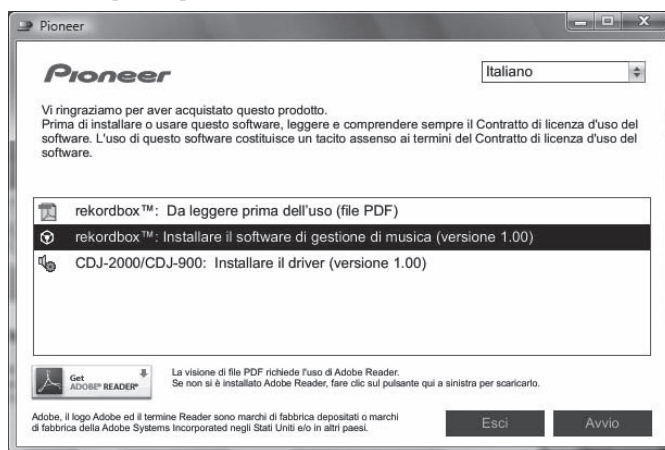 Pioneer
Pioneer
Italiano
Vi ringraziamo per aver acquistato questo prodotto.
Prima di installare o usare questo software, leggere e comprendere sempre il Contratto di licenza d'uso del
software. L'uso di questo software costituisce un tacito assenso ai termini del Contratto di licenza d'uso del
software.
rekordbox™: Da leggere prima dell'uso (file PDF)
rekordbox™: Installare il software di gestione di musica (versione 1.00)
CDJ-2000/CDJ-900: Installare il driver (versione 1.00)
Get
ADOBE® READER®
La visione di file PDF richiede l'uso di Adobe Reader.
Se non si è installato Adobe Reader, fare clic sul pulsante qui a sinistra per scaricarlo.
Adobe, il logo Adobe ed il termine Reader sono marchi di fabbrica depositati o marchi
di fabbrica della Adobe Systems Incorporated negli Stati Uniti e/o in altri paesi.
Esci
Avvio